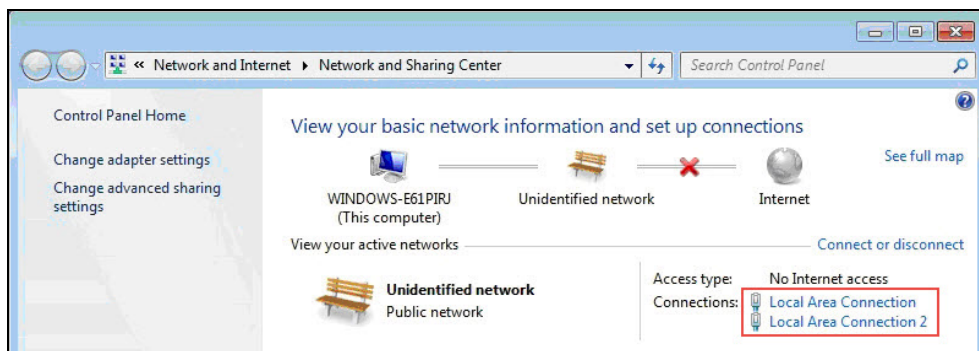 « Network and Internet ▸ Network and Sharing Center
Search Control Panel
Control Panel Home
Change adapter settings
Change advanced sharing
settings
View your basic network information and set up connections
See full map
WINDOWS-E61PIRJ
(This computer)
Unidentified network
Internet
View your active networks
Connect or disconnect
Unidentified network
Public network
Access type: No Internet access
Connections: Local Area Connection
Local Area Connection 2